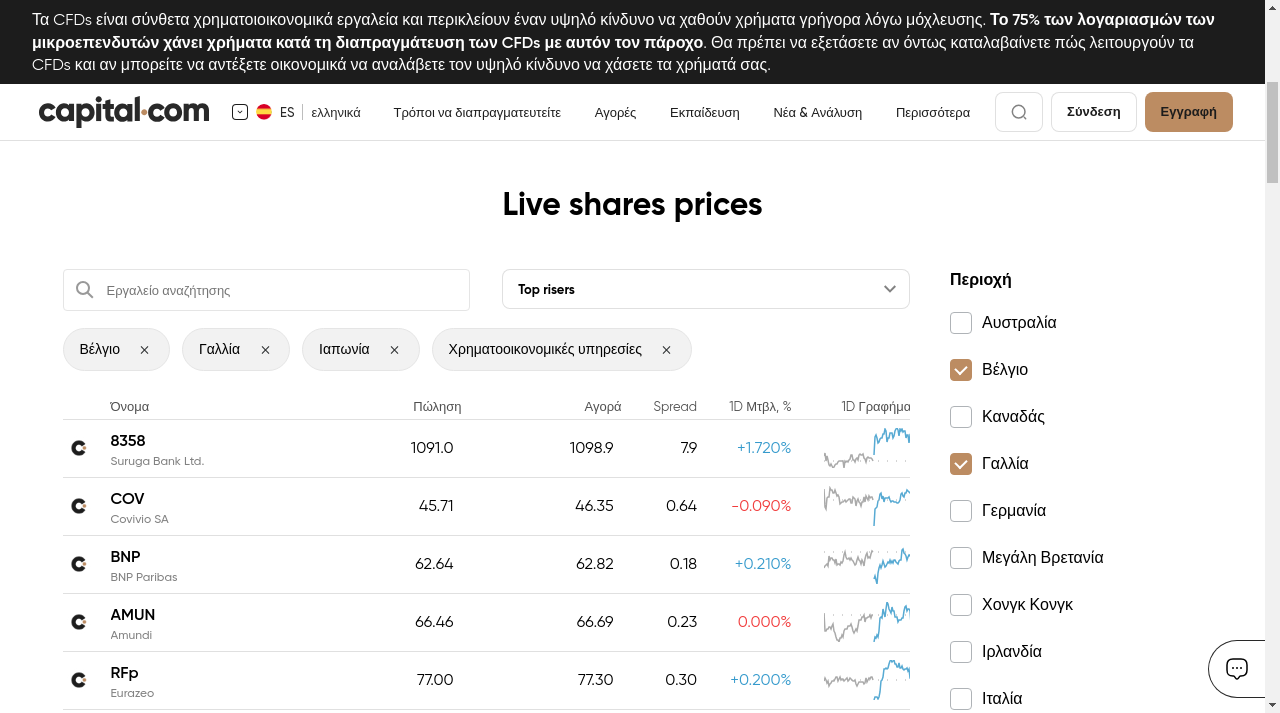 Τα CFDs είναι σύνθετα χρηματοιοικονομικά εργαλεία και περικλείουν έναν υψηλό κίνδυνο να χαθούν χρήματα γρήγορα λόγω μόχλευσης. Το 75% των λογαριασμών των
μικροεπενδυτών χάνει χρήματα κατά τη διαπραγμάτευση των CFDs με αυτόν τον πάροχο. Θα πρέπει να εξετάσετε αν όντως καταλαβαίνετε πώς λειτουργούν τα
CFDs και αν μπορείτε να αντέξετε οικονομικά να αναλάβετε τον υψηλό κίνδυνο να χάσετε τα χρήματά σας.
capital.com ES ελληνικά Τρόποι να διαπραγματευτείτε Αγορές Εκπαίδευση Νέα & Ανάλυση Περισσότερα Σύνδεση Εγγραφή
Live shares prices
Εργαλείο αναζήτησης Top risers
Βέλγιο Γαλλία Ιαπωνία Χρηματοοικονομικές υπηρεσίες
Όνομα Πώληση Αγορά Spread 1D Μτβλ, % 1D Γραφήμα
8358 1091.0 1098.9 7.9 +1.720%
Suruga Bank Ltd.
COV 45.71 46.35 0.64 -0.090%
Covivio SA
BNP 62.64 62.82 0.18 +0.210%
BNP Paribas
AMUN 66.46 66.69 0.23 0.000%
Amundi
RFp 77.00 77.30 0.30 +0.200%
Eurazeo
Περιοχή
Αυστραλία
Βέλγιο
Καναδάς
Γαλλία
Γερμανία
Μεγάλη Βρετανία
Χονγκ Κονγκ
Ιρλανδία
Ιταλία